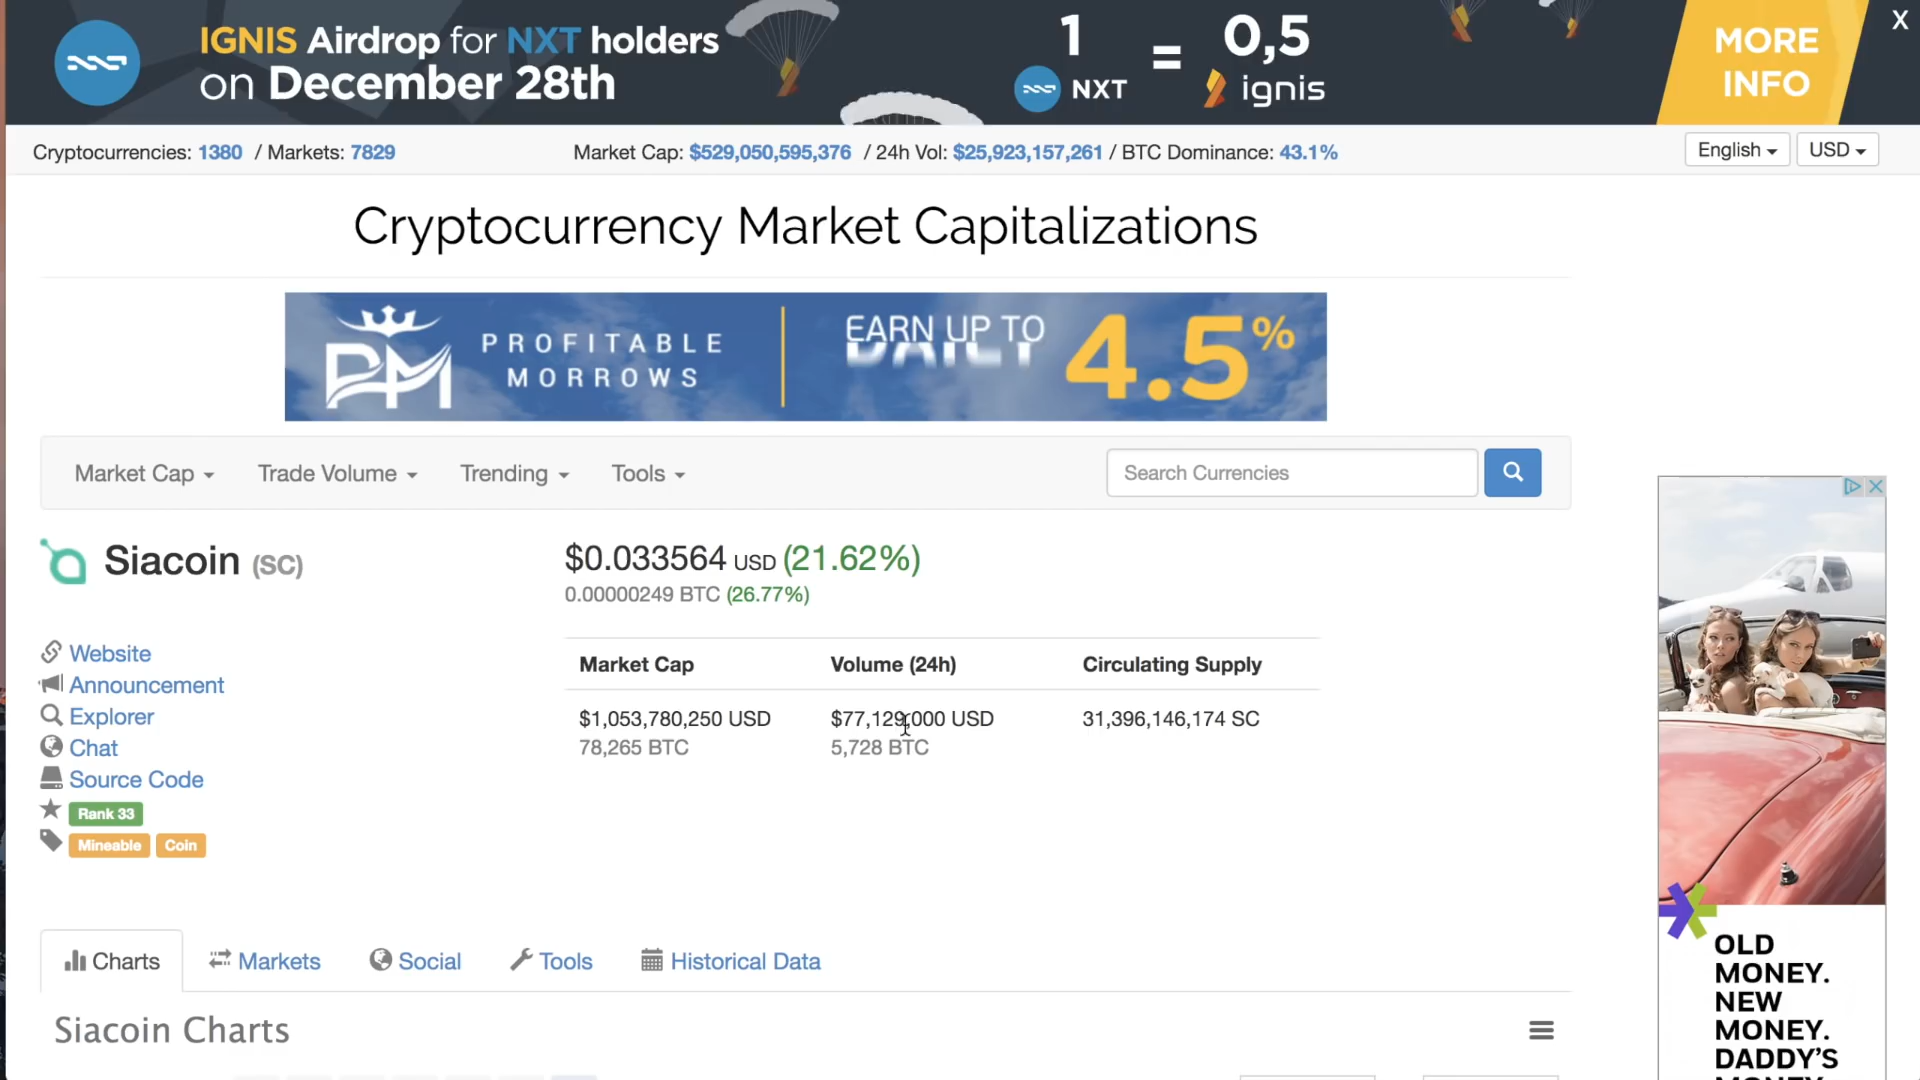 IGNIS Airdrop for NXT holders
on December 28th
1 = 0,5
NXT ignis
MORE
INFO
X
Cryptocurrencies: 1380 / Markets: 7829
Market Cap: $529,050,595,376 / 24h Vol: $25,923,157,261 / BTC Dominance: 43.1%
English
USD
Cryptocurrency Market Capitalizations
PM
PROFITABLE
MORROWS
EARN UP TO
DAILY
4.5%
Market Cap
Trade Volume
Trending
Tools
Search Currencies
Siacoin (SC)
$0.033564 USD (21.62%)
0.00000249 BTC (26.77%)
Website
Announcement
Explorer
Chat
Source Code
Rank 33
Mineable Coin
Market Cap Volume (24h) Circulating Supply
$1,053,780,250 USD $77,129,000 USD 31,396,146,174 SC
78,265 BTC 5,728 BTC
Charts Markets Social Tools Historical Data
Siacoin Charts
OLD
MONEY.
NEW
MONEY.
DADDY'S
MONEY